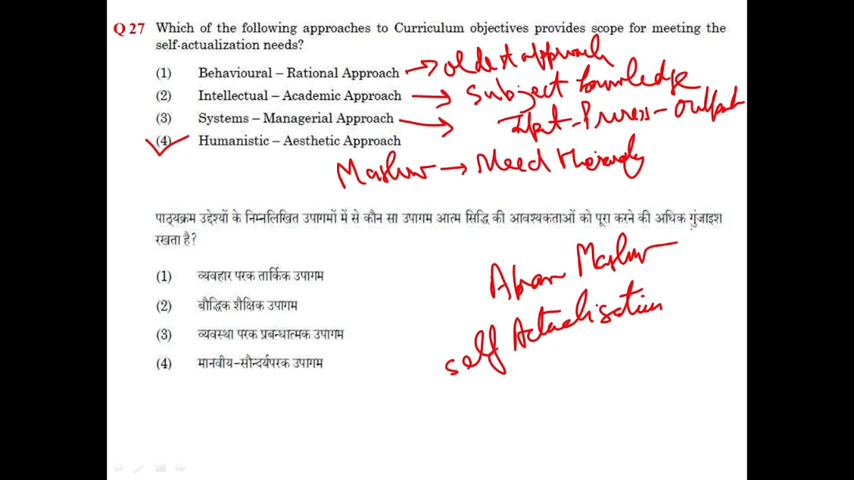 Q 27 Which of the following approaches to Curriculum objectives provides scope for meeting the
self-actualization needs?
(1) Behavioural – Rational Approach → oldest approach
(2) Intellectual – Academic Approach → Subject knowledge
(3) Systems – Managerial Approach → Input - Process - Output
(4) Humanistic – Aesthetic Approach
Maslow → Need Hierarchy
पाठ्यक्रम उद्देश्यों के निम्नलिखित उपागमों में से कौन सा उपागम आत्म सिद्धि की आवश्यकताओं को पूरा करने की अधिक गुंजाइश
रखता है?
(1) व्यवहार परक तार्किक उपागम
(2) बौद्धिक शैक्षिक उपागम
(3) व्यवस्था परक प्रबन्धात्मक उपागम
(4) मानवीय-सौन्दर्यपरक उपागम
Maslow
self Actualisation